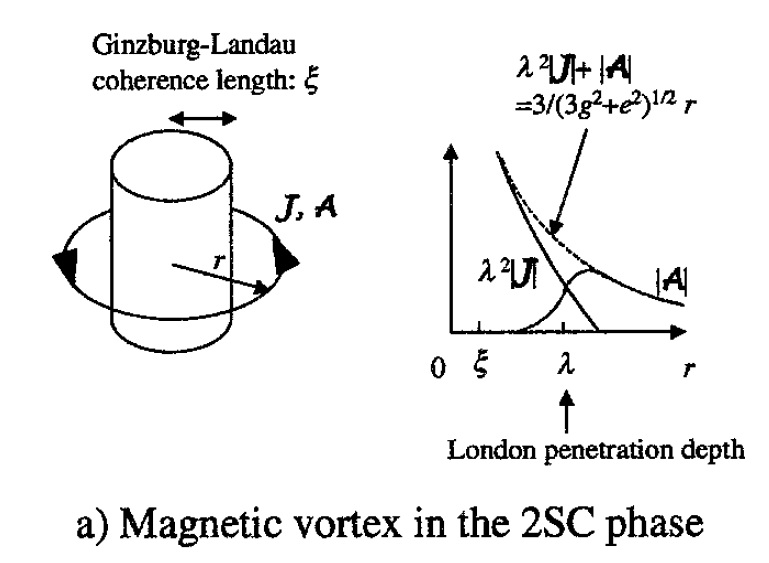 Ginzburg-Landau
coherence length: ξ
J, A
r
λ²|J|+|A|
=3/(3g²+e²)^1/2 r
λ²|J|
|A|
0 ξ λ r
London penetration depth
a) Magnetic vortex in the 2SC phase